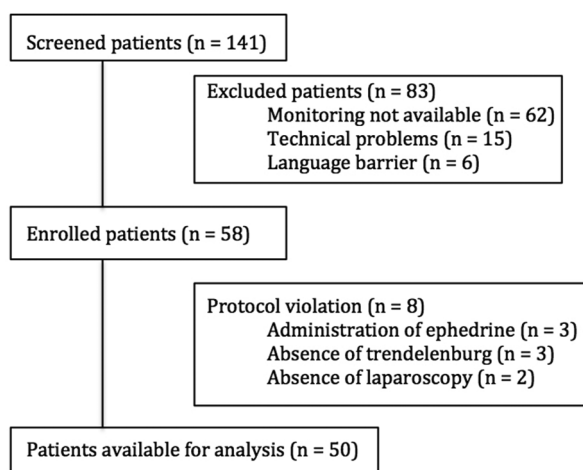 Screened patients (n = 141)
Excluded patients (n = 83)
Monitoring not available (n = 62)
Technical problems (n = 15)
Language barrier (n = 6)
Enrolled patients (n = 58)
Protocol violation (n = 8)
Administration of ephedrine (n = 3)
Absence of trendelenburg (n = 3)
Absence of laparoscopy (n = 2)
Patients available for analysis (n = 50)